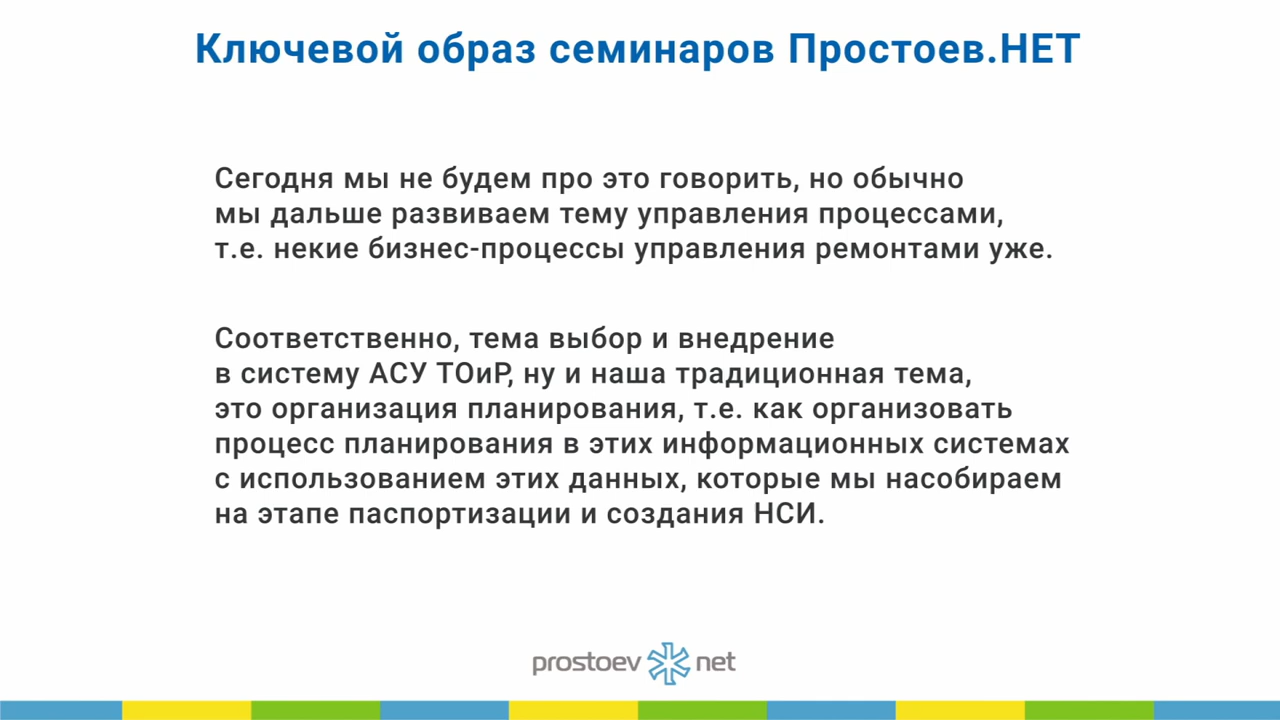 Ключевой образ семинаров Простоев.НЕТ
Сегодня мы не будем про это говорить, но обычно
мы дальше развиваем тему управления процессами,
т.е. некие бизнес-процессы управления ремонтами уже.
Соответственно, тема выбор и внедрение
в систему АСУ ТОиР, ну и наша традиционная тема,
это организация планирования, т.е. как организовать
процесс планирования в этих информационных системах
с использованием этих данных, которые мы насобираем
на этапе паспортизации и создания НСИ.
prostoev net